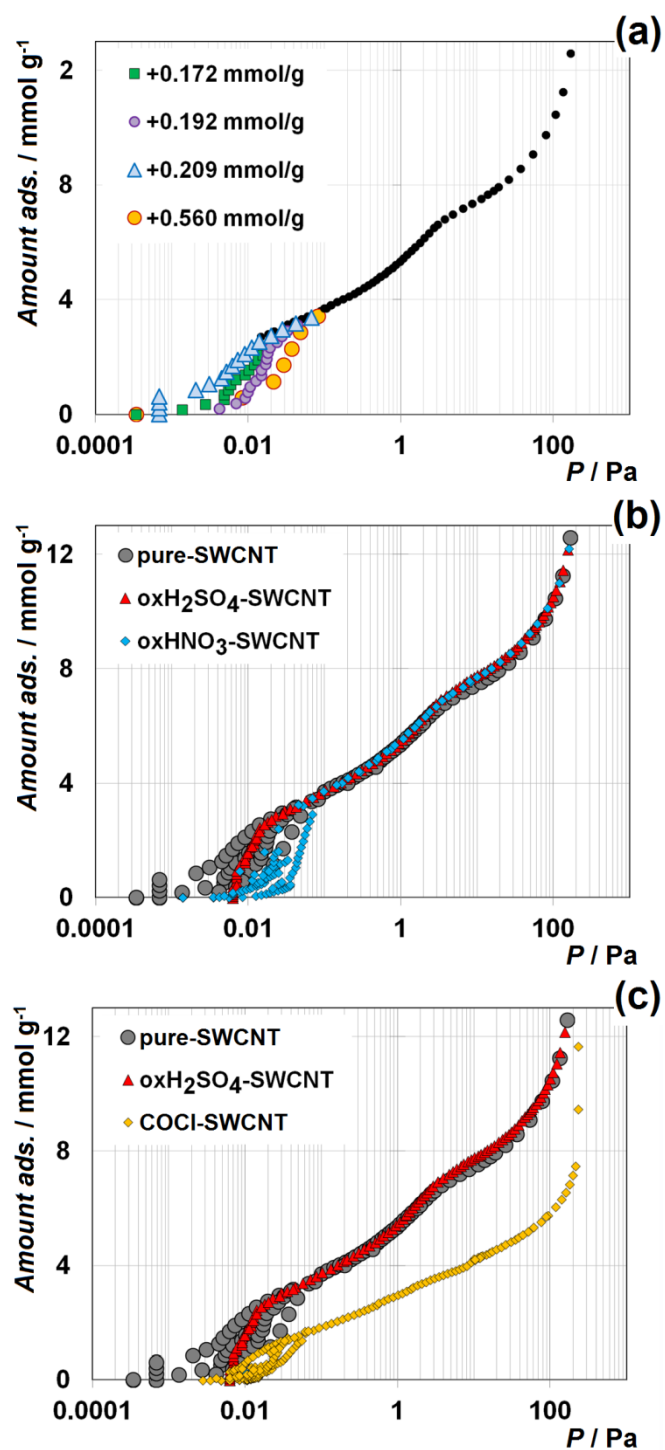 (a)
Amount ads. / mmol g⁻¹
2
8
4
0
+0.172 mmol/g
+0.192 mmol/g
+0.209 mmol/g
+0.560 mmol/g
0.0001 0.01 1 100
P / Pa
(b)
Amount ads. / mmol g⁻¹
12
8
4
0
pure-SWCNT
oxH₂SO₄-SWCNT
oxHNO₃-SWCNT
0.0001 0.01 1 100
P / Pa
(c)
Amount ads. / mmol g⁻¹
12
8
4
0
pure-SWCNT
oxH₂SO₄-SWCNT
COCl-SWCNT
0.0001 0.01 1 100
P / Pa